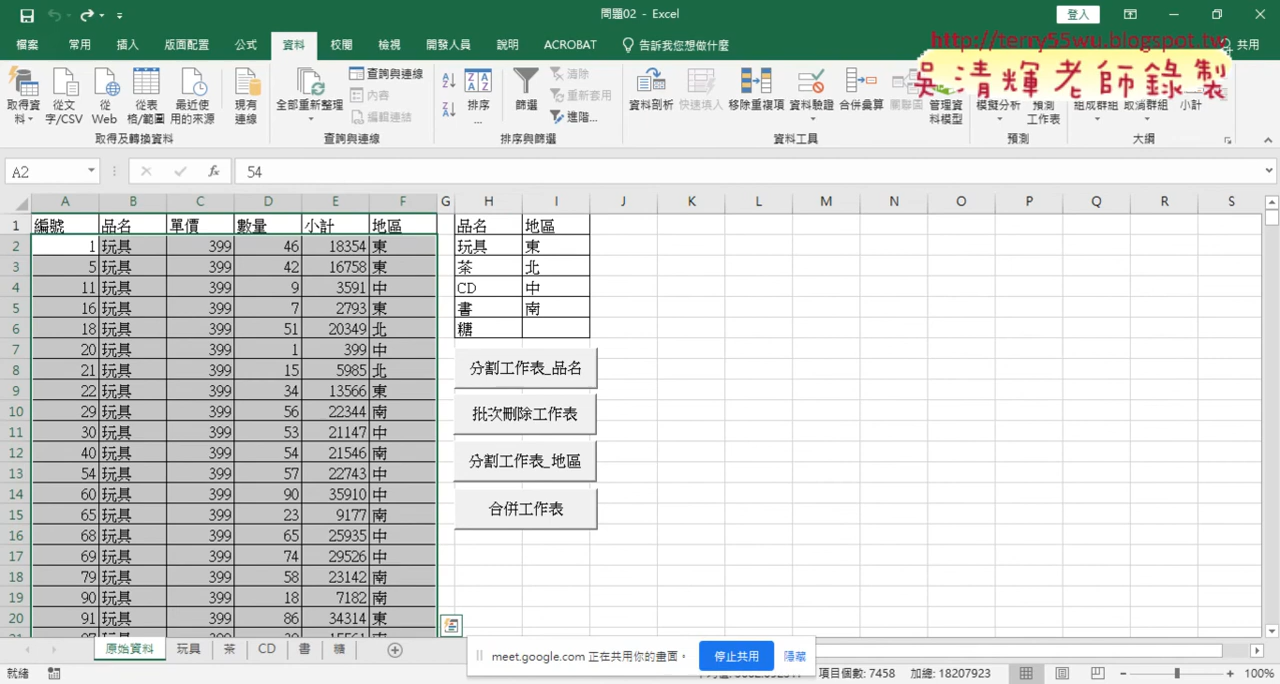 問題02 - Excel
登入
檔案 常用 插入 版面配置 公式 資料 校閱 檢視 開發人員 說明 ACROBAT 告訴我您想做什麼 共用
http://terry55wu.blogspot.tw
吳清輝老師錄製
取得資料 從文字/CSV 從Web 從表格/範圍 最近使用的來源 現有連線 全部重新整理 查詢與連線 內容 編輯連結 排序... 篩選 清除 重新套用 進階... 資料剖析 快速填入 移除重複項 資料驗證 合併彙算 關聯圖 管理資料模型 模擬分析 預測工作表 組成群組 取消群組 小計
取得及轉換資料 查詢與連線 排序與篩選 資料工具 預測 大綱
A2 fx 54
A B C D E F G H I J K L M N O P Q R S
1 編號 品名 單價 數量 小計 地區 品名 地區
2 1 玩具 399 46 18354 東 玩具 東
3 5 玩具 399 42 16758 東 茶 北
4 11 玩具 399 9 3591 中 CD 中
5 16 玩具 399 7 2793 東 書 南
6 18 玩具 399 51 20349 北 糖
7 20 玩具 399 1 399 中
8 21 玩具 399 15 5985 北
分割工作表_品名
9 22 玩具 399 34 13566 東
10 29 玩具 399 56 22344 南
批次刪除工作表
11 30 玩具 399 53 21147 中
12 40 玩具 399 54 21546 南
分割工作表_地區
13 54 玩具 399 57 22743 中
14 60 玩具 399 90 35910 中
合併工作表
15 65 玩具 399 23 9177 南
16 68 玩具 399 65 25935 中
17 69 玩具 399 74 29526 中
18 79 玩具 399 58 23142 南
19 90 玩具 399 18 7182 南
20 91 玩具 399 86 34314 東
原始資料 玩具 茶 CD 書 糖
meet.google.com 正在共用你的畫面。 停止共用 隱藏
就緒 項目個數: 7458 加總: 18207923 100%